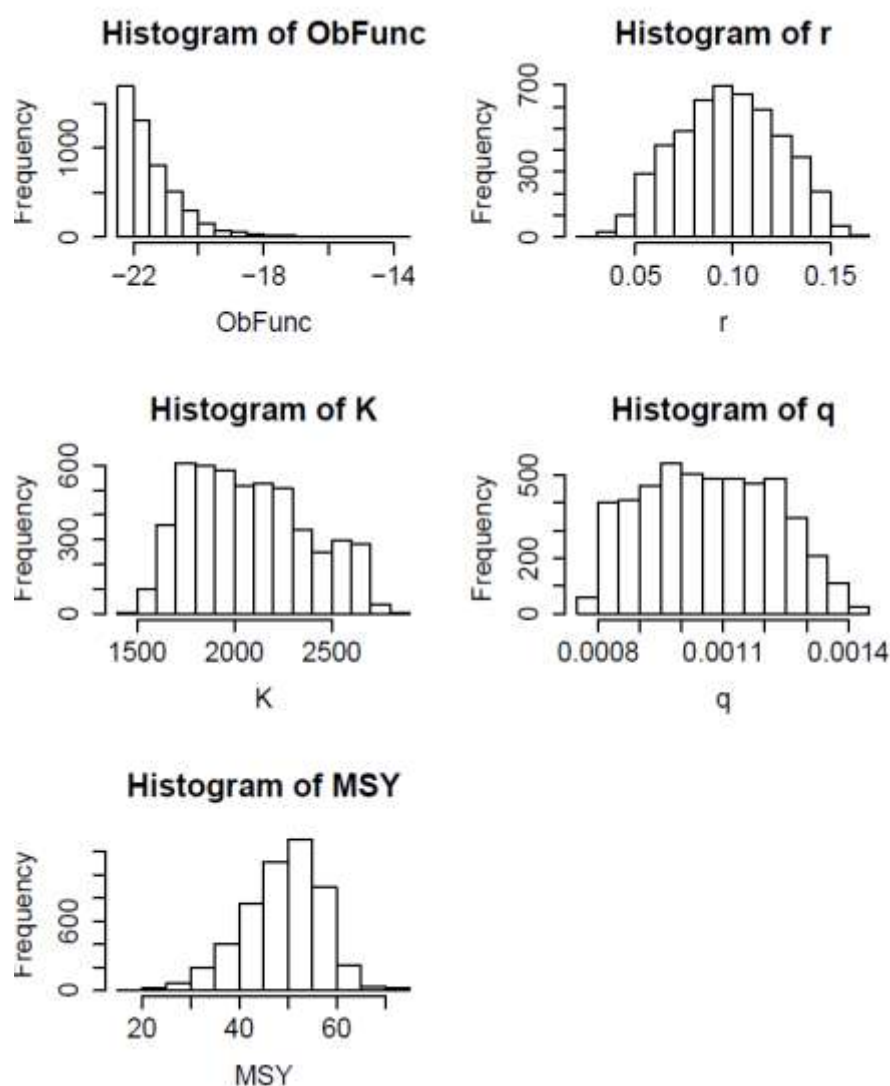 Histogram of ObFunc
Frequency
0 1000
−22 −18 −14
ObFunc
Histogram of r
Frequency
0 300 700
0.05 0.10 0.15
r
Histogram of K
Frequency
0 300 600
1500 2000 2500
K
Histogram of q
Frequency
0 200 500
0.0008 0.0011 0.0014
q
Histogram of MSY
Frequency
0 600
20 40 60
MSY